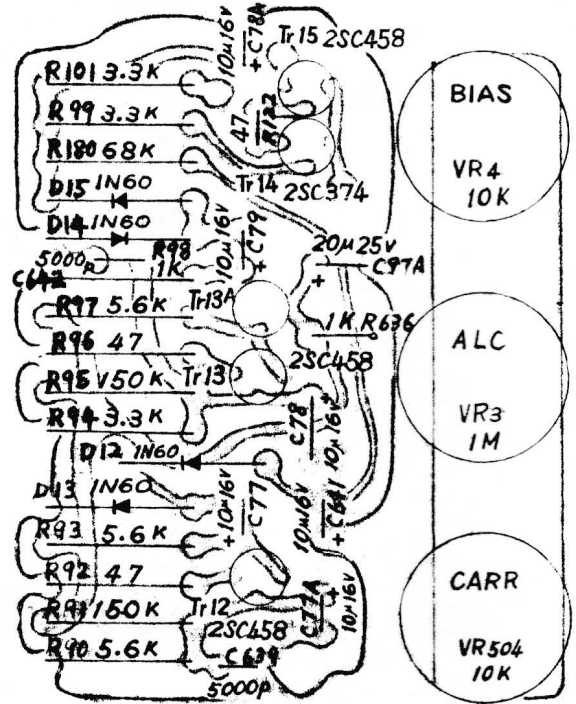 10μ16V
+C78A
Tr15 2SC458
R101 3.3K
R99 3.3K
47
R122
R180 68K
Tr14 2SC374
D15 1N60
D14 1N60
10μ16V
+C79
20μ25V
+ C97A
R98
1K
5000p
C642
R97 5.6K
Tr13A
1K R636
R96 47
2SC458
R95 V50K
Tr13
R94 3.3K
C78
10μ16V+
D12 1N60
D13 1N60
+10μ16V
C77
10μ16V
+C641
R93 5.6K
R92 47
C77A
10μ16V
+
R91 150K
Tr12
2SC458
R90 5.6K
C639
5000p
BIAS
VR4
10K
ALC
VR3
1M
CARR
VR504
10K